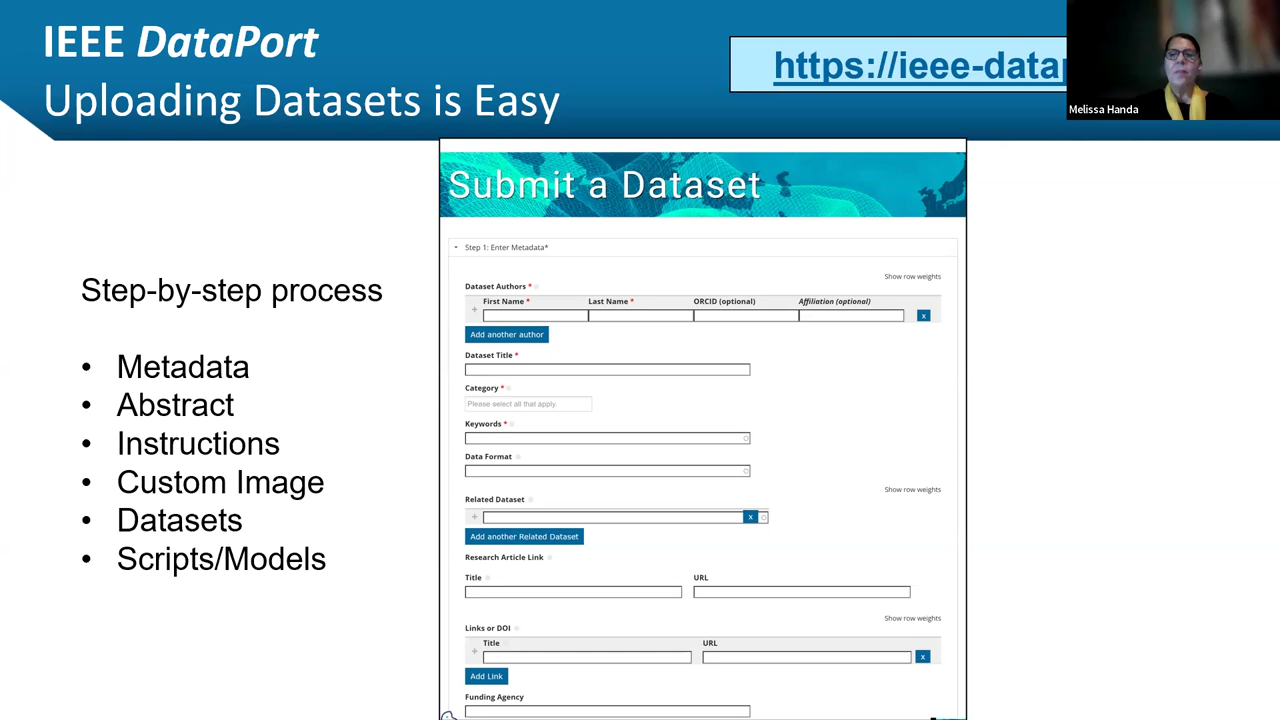 IEEE DataPort
Uploading Datasets is Easy
https://ieee-data
Melissa Handa
Submit a Dataset
Step 1: Enter Metadata*
Show row weights
Dataset Authors *
First Name * Last Name * ORCID (optional) Affiliation (optional)
x
Add another author
Dataset Title *
Category *
Please select all that apply.
Keywords *
Data Format
Show row weights
Related Dataset
x
Add another Related Dataset
Research Article Link
Title URL
Show row weights
Links or DOI
Title URL
x
Add Link
Funding Agency
Step-by-step process
• Metadata
• Abstract
• Instructions
• Custom Image
• Datasets
• Scripts/Models